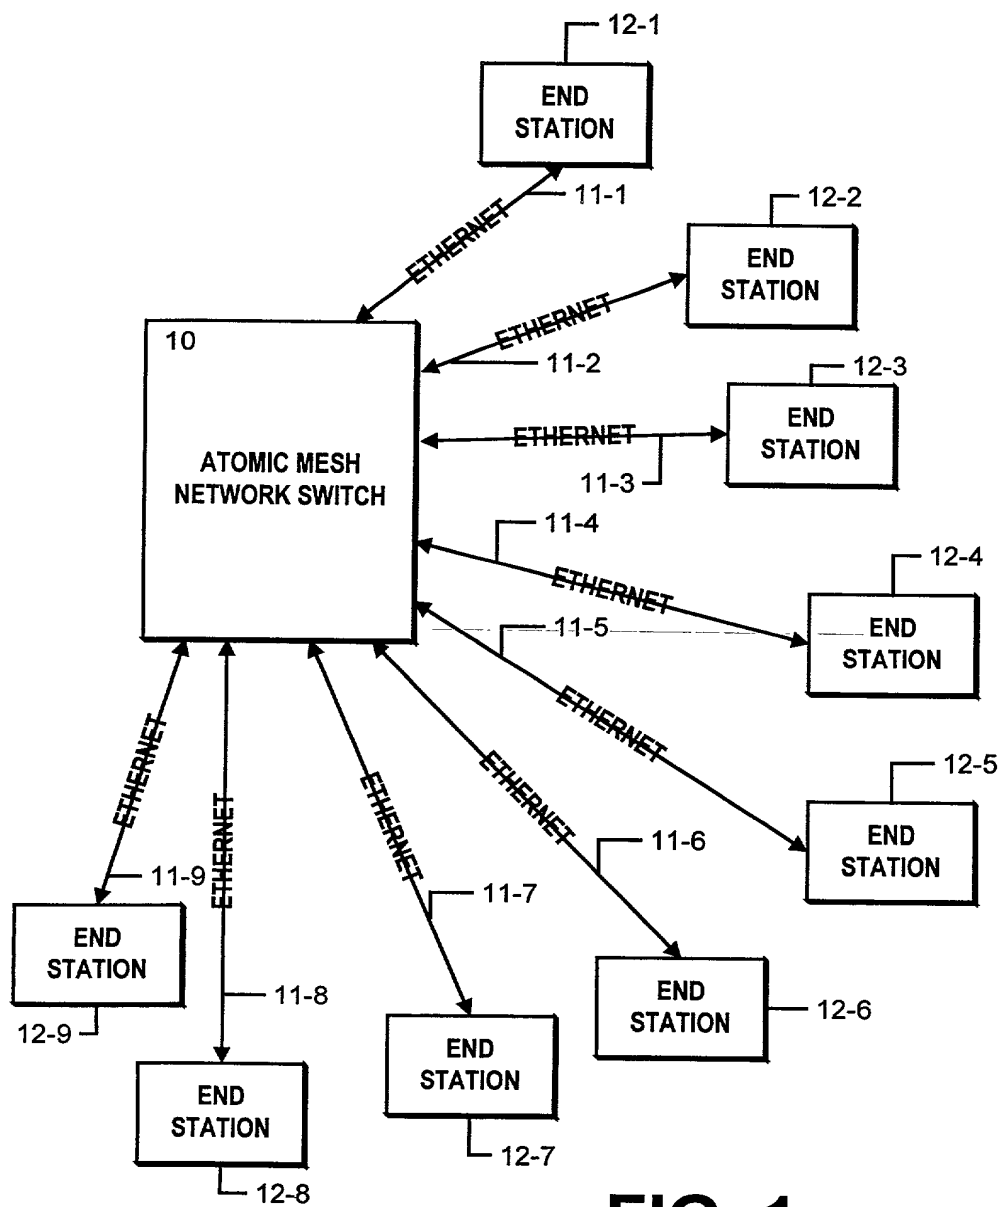 12-1
END
STATION
11-1
ETHERNET
12-2
END
STATION
ETHERNET
11-2
10
ATOMIC MESH
NETWORK SWITCH
12-3
END
STATION
ETHERNET
11-3
11-4
ETHERNET
12-4
END
STATION
11-5
ETHERNET
12-5
END
STATION
ETHERNET
11-6
END
STATION
12-6
ETHERNET
11-7
END
STATION
12-7
ETHERNET
11-8
END
STATION
12-8
ETHERNET
11-9
END
STATION
12-9
FIG. 1